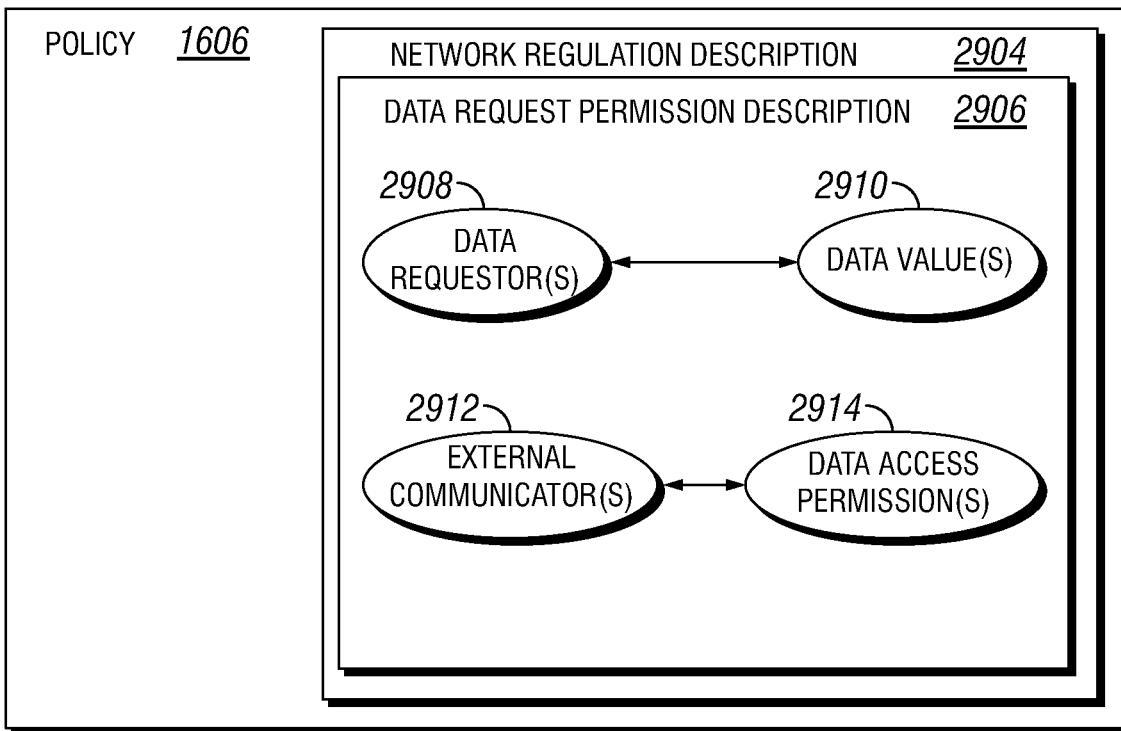 POLICY 1606
NETWORK REGULATION DESCRIPTION 2904
DATA REQUEST PERMISSION DESCRIPTION 2906
2908
DATA
REQUESTOR(S)
2910
DATA VALUE(S)
2912
EXTERNAL
COMMUNICATOR(S)
2914
DATA ACCESS
PERMISSION(S)